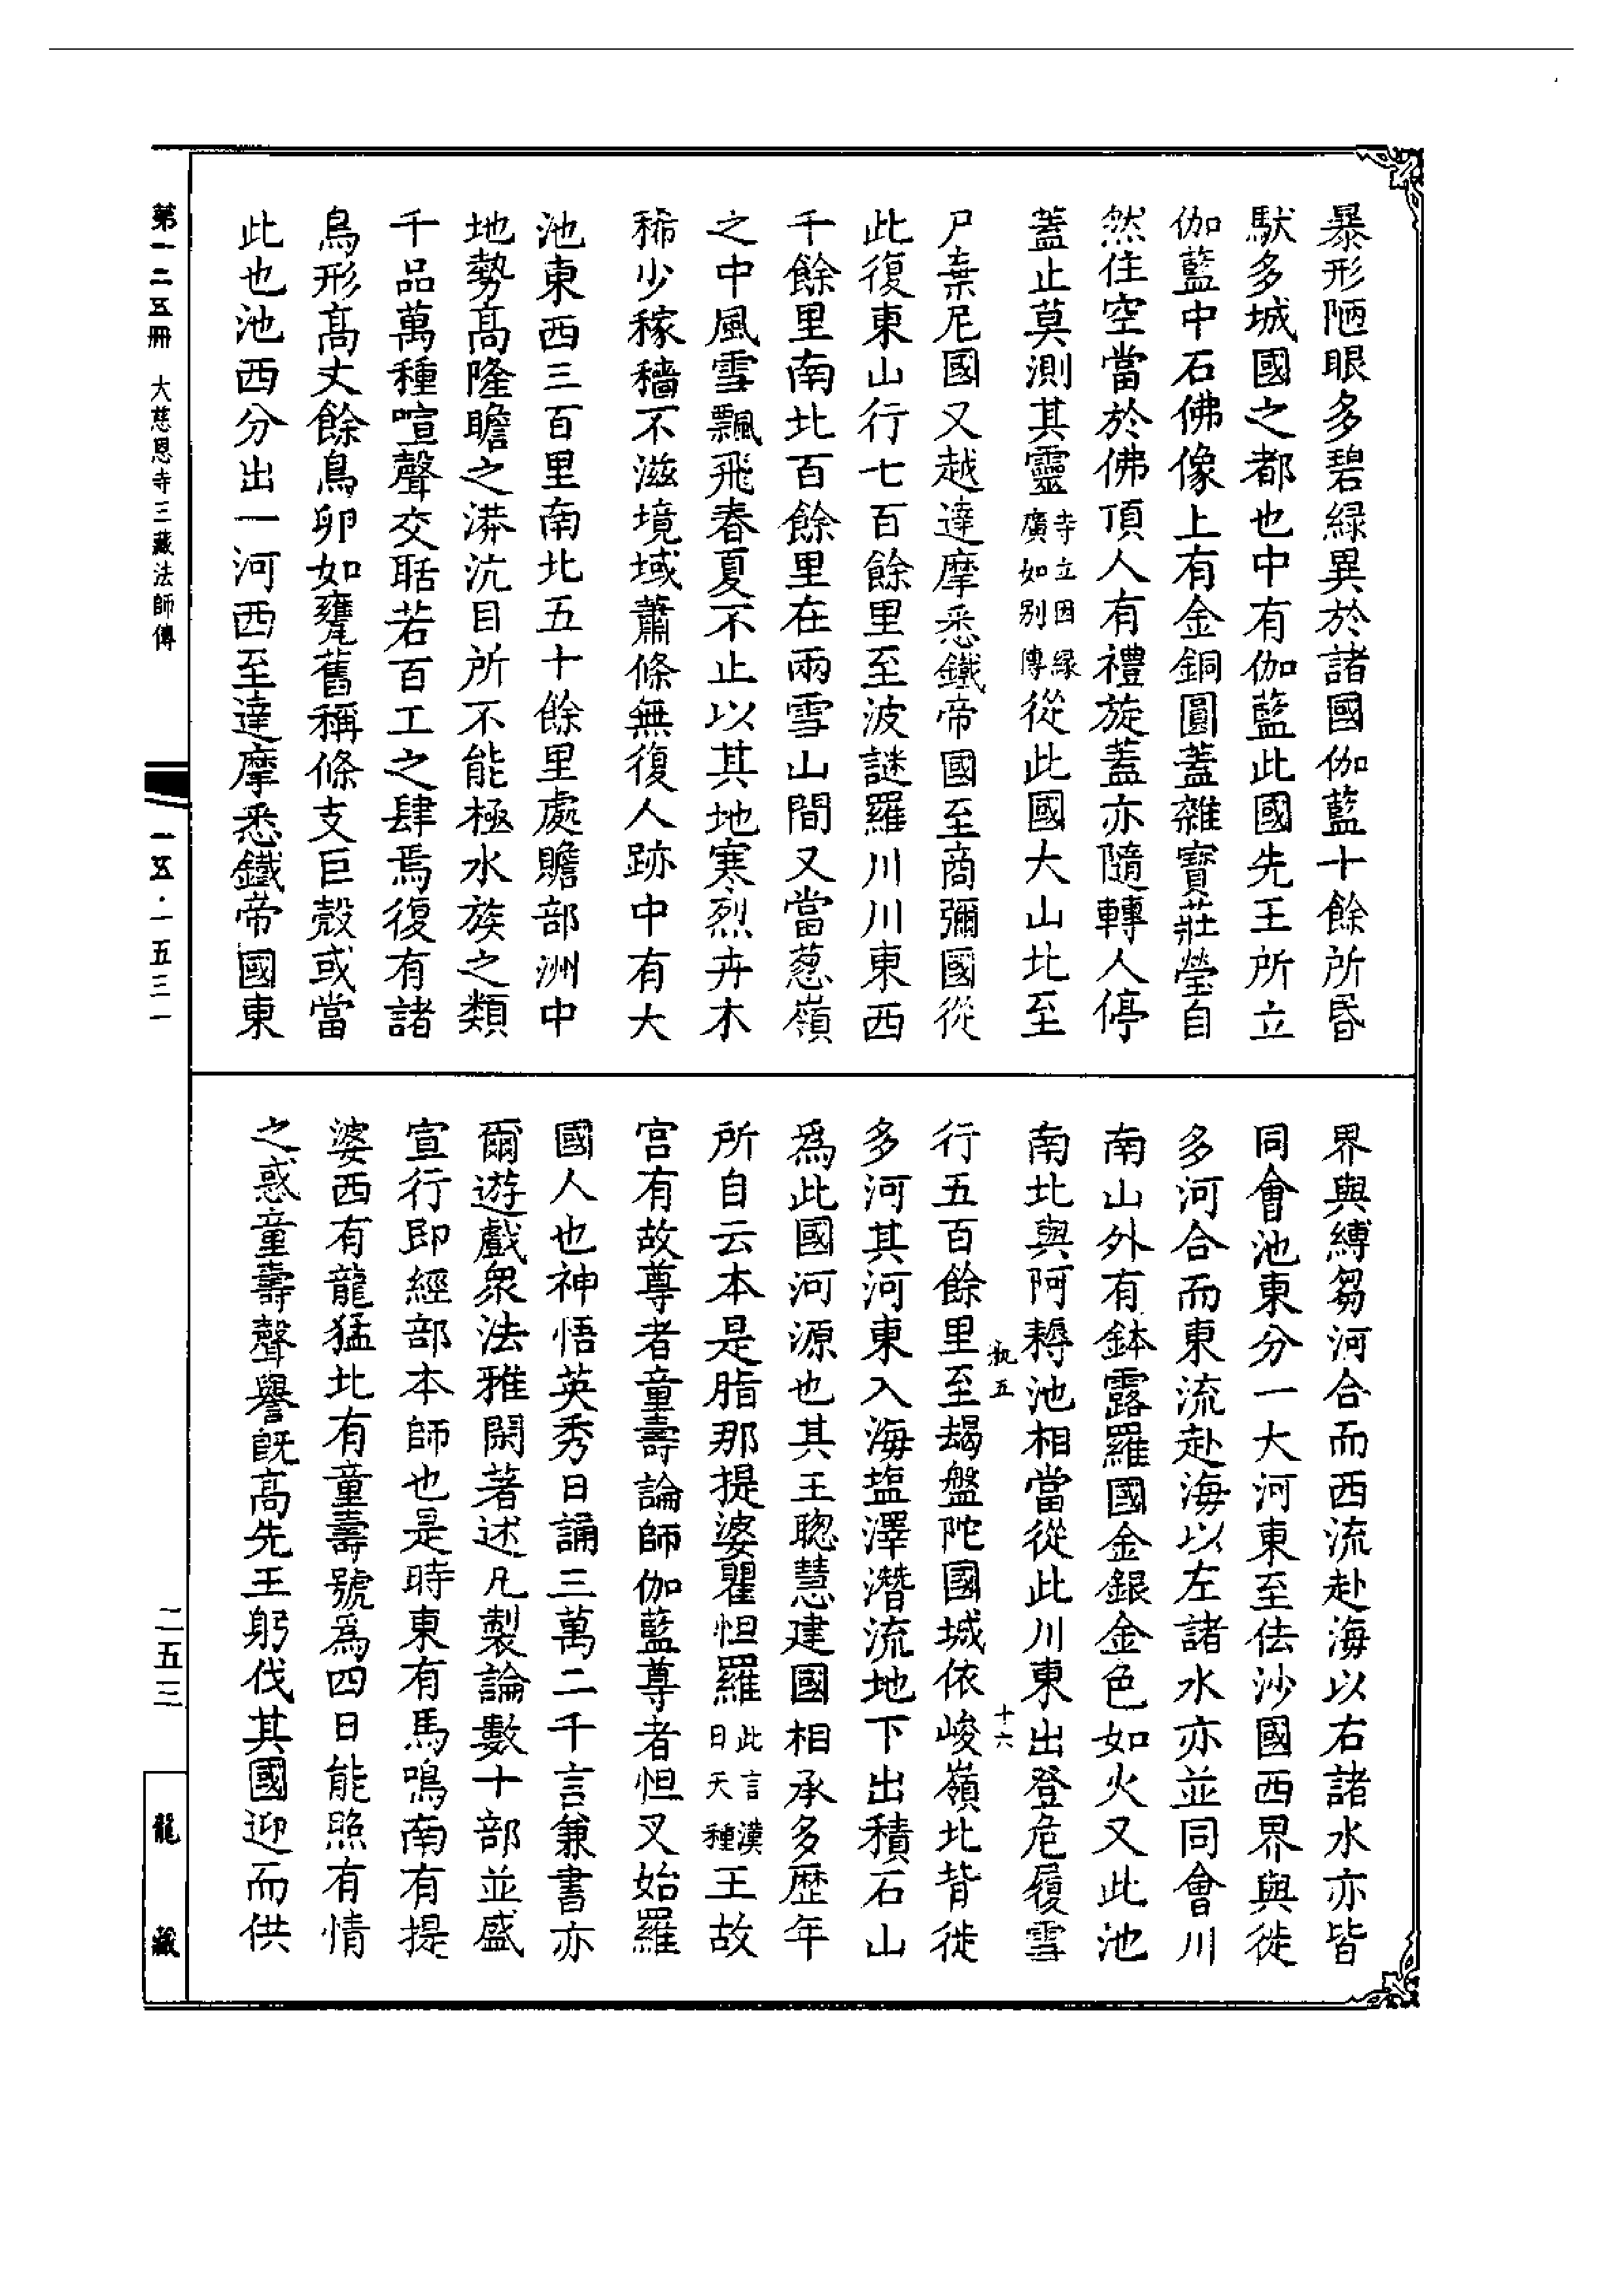 暴形陋眼多碧緑異於諸國伽藍十餘所昬
馱多城國之都也中有伽藍此國先王所立
伽藍中石佛像上有金銅圓蓋雜寳莊瑩自
然住空當於佛頂人有禮旋蓋亦隨轉人停
蓋止莫測其靈寺立因縁廣如别傳從此國大山北至
尸棄尼國又越達摩悉鐵帝國至商彌國從
此復東山行七百餘里至波謎羅川川東西
千餘里南北百餘里在兩雪山間又當葱嶺
之中風雪飄飛春夏不止以其地寒烈卉木
稀少稼穡不滋境域蕭條無復人跡中有大
池東西三百里南北五十餘里處贍部洲中
地勢髙隆瞻之漭沆目所不能極水族之類
千品萬種喧聲交聒若百工之肆焉復有諸
鳥形髙丈餘鳥卵如甕舊稱條支巨㲉或當
此也池西分出一河西至達摩悉鐵帝國東
界與縛芻河合而西流赴海以右諸水亦皆
同會池東分一大河東至佉沙國西界與徙
多河合而東流赴海以左諸水亦並同會川
南山外有鉢露羅國金銀金色如火又此池
南北與阿耨池相當從此川東出登危履雪
行五百餘里至朅盤陀國城依峻嶺北背徙
多河其河東入海塩澤潛流地下出積石山
爲此國河源也其王聰慧建國相承多歴年
所自云本是脂那提婆瞿怛羅此言漢日天種王故
宫有故尊者童壽論師伽藍尊者怛叉始羅
國人也神悟英秀日誦三萬二千言兼書亦
爾遊戲衆法雅閑著述凡製論數十部並盛
宣行即經部本師也是時東有馬鳴南有提
婆西有龍猛北有童壽號爲四日能照有情
之惑童壽聲譽旣高先王躬伐其國迎而供
瓶五
十六
第一二五冊 大慈恩寺三藏法師傳
一五·一五三一
二五三
龍藏